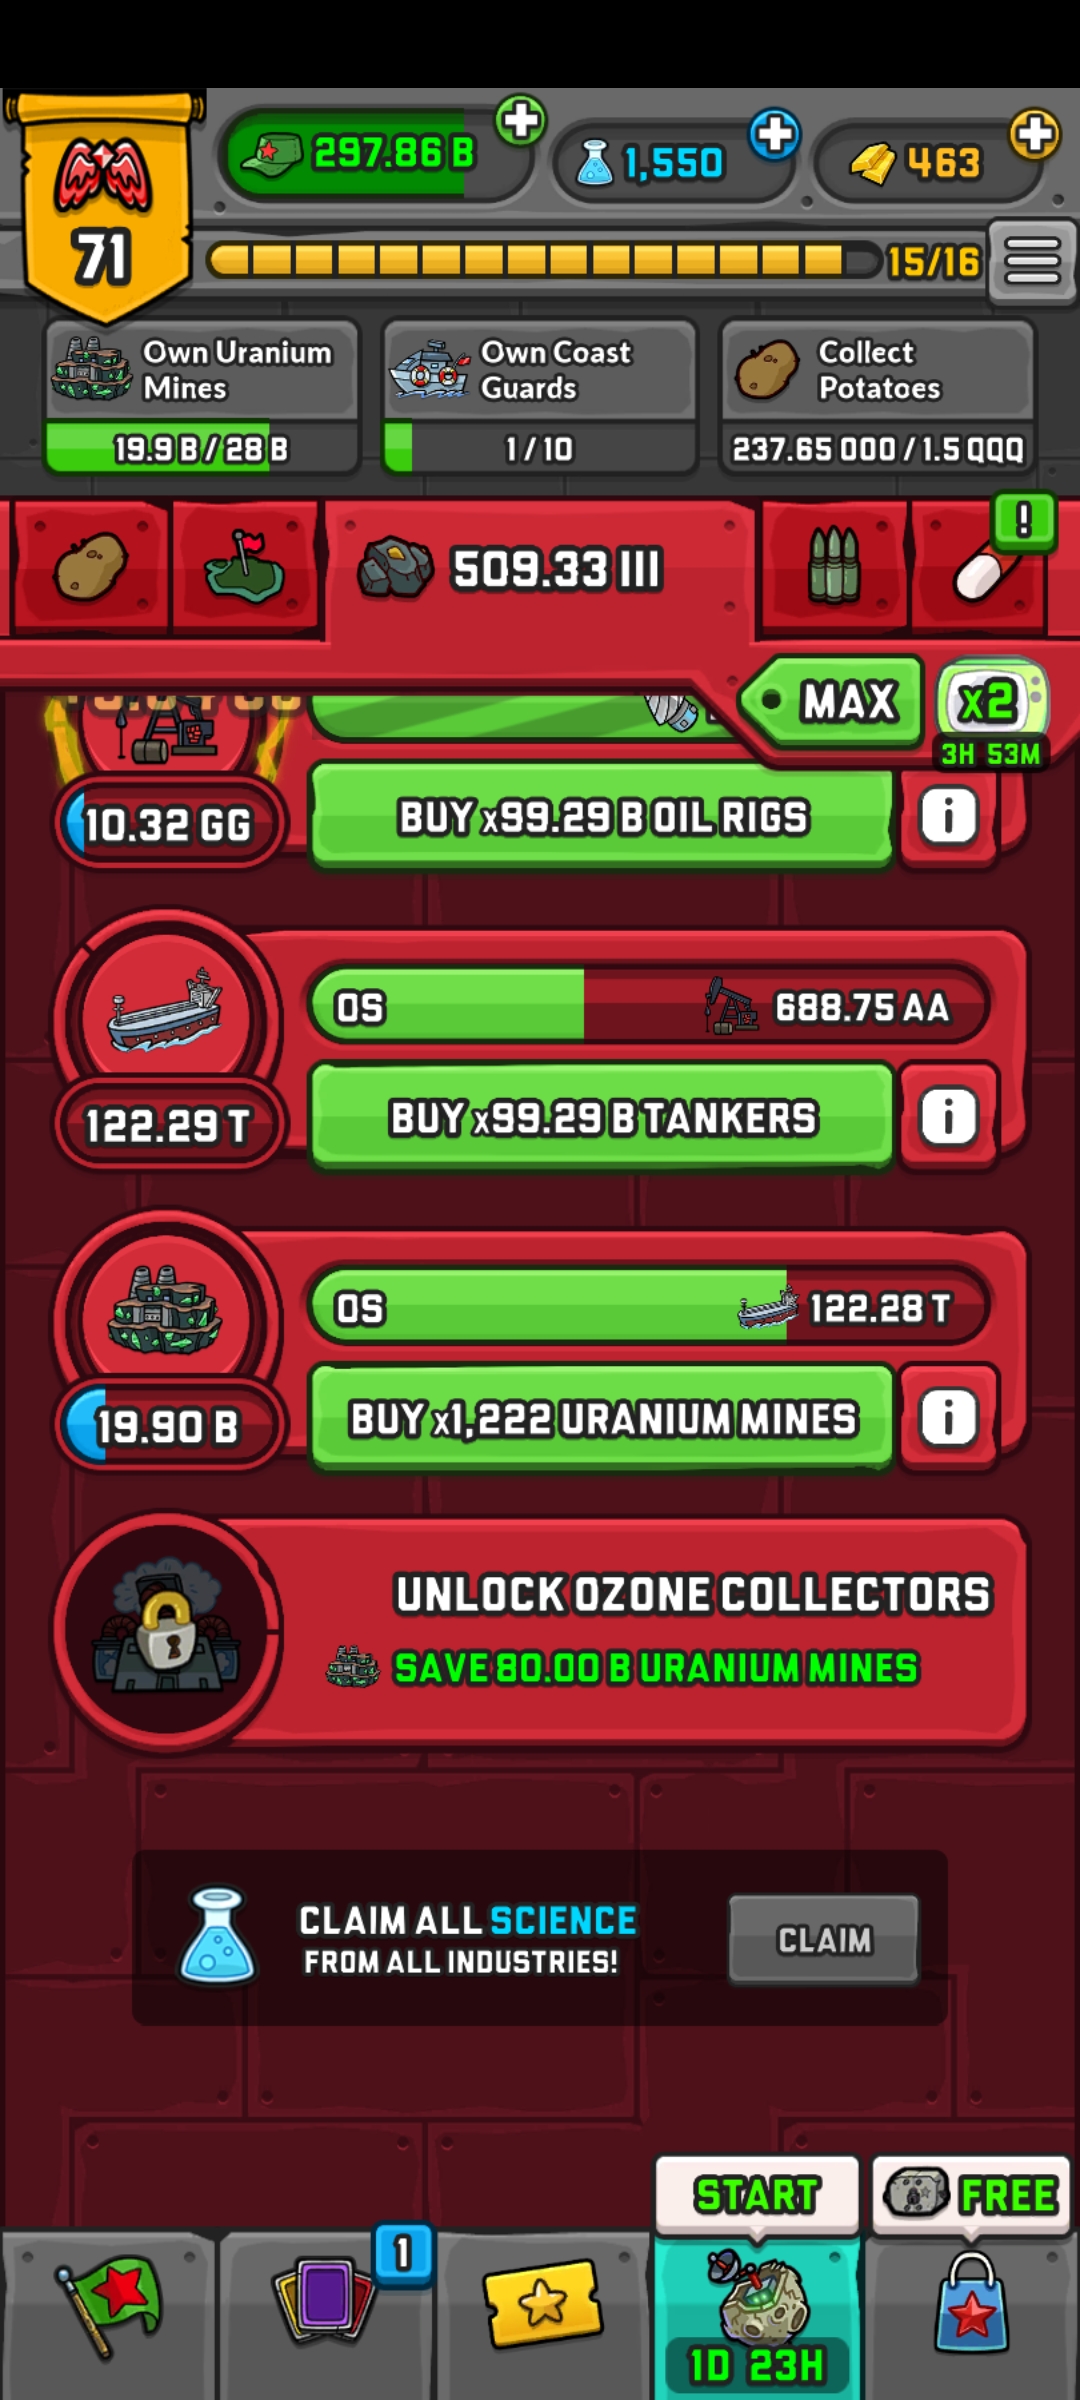 297.86 B
1,550
463
71
15/16
Own Uranium
Mines
19.9 B / 28 B
Own Coast
Guards
1 / 10
Collect
Potatoes
237.65 OOO / 1.5 QQQ
!
509.33 III
MAX
x2
3H 53M
10.32 GG
BUY x99.29 B OIL RIGS
i
0S
688.75 AA
122.29 T
BUY x99.29 B TANKERS
i
0S
122.28 T
19.90 B
BUY x1,222 URANIUM MINES
i
UNLOCK OZONE COLLECTORS
SAVE 80.00 B URANIUM MINES
CLAIM ALL SCIENCE
FROM ALL INDUSTRIES!
CLAIM
START
FREE
1
1D 23H